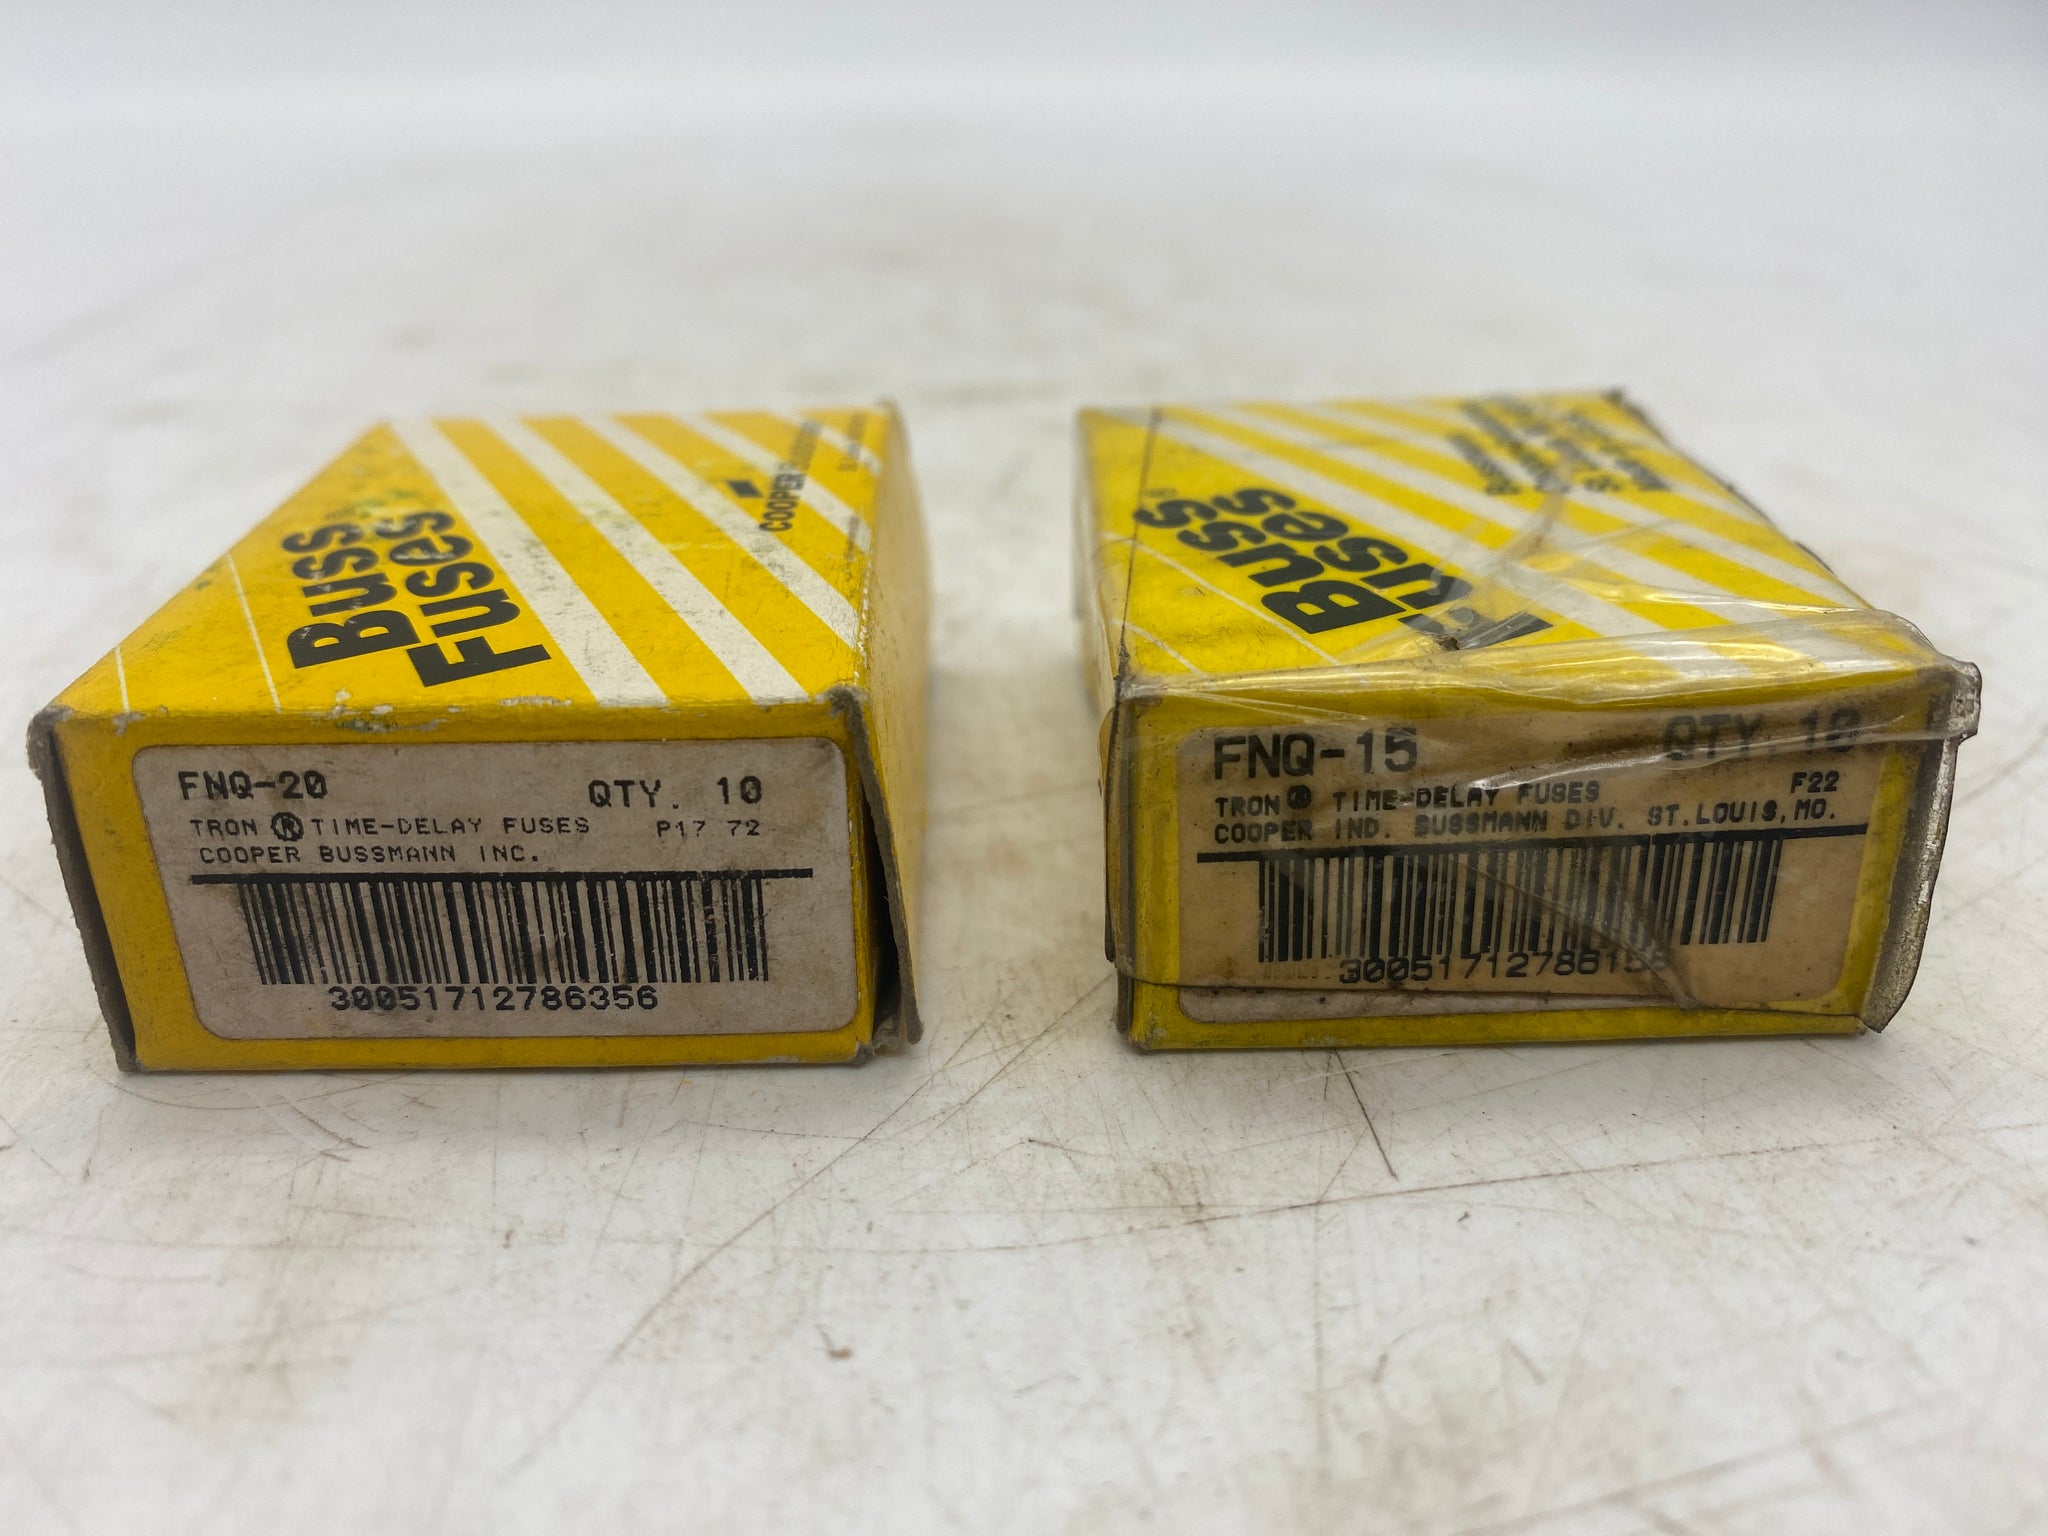 Buss
Fuses
COOPER
FNQ-20
QTY. 10
TRON ® TIME-DELAY FUSES
P17 72
COOPER BUSSMANN INC.
30051712786356
Buss
Fuses
Bussmann
FNQ-15
QTY. 10
F22
TRON ® TIME-DELAY FUSES
COOPER IND. BUSSMANN DIV. ST.LOUIS,MO.